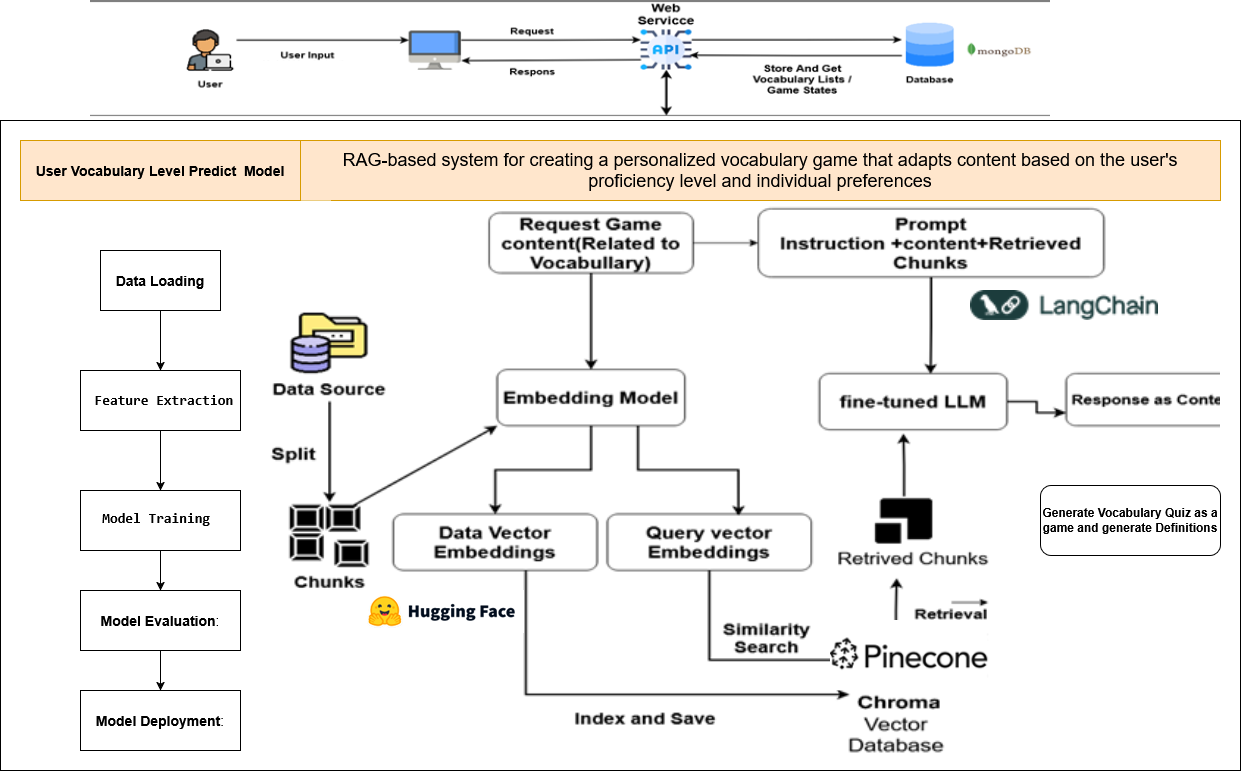 Web
Servicce
API
Request
User Input
Respons
User
Store And Get
Vocabulary Lists /
Game States
Database
mongoDB
User Vocabulary Level Predict Model
RAG-based system for creating a personalized vocabulary game that adapts content based on the user's
proficiency level and individual preferences
Data Loading
Feature Extraction
Model Training
Model Evaluation:
Model Deployment:
Request Game
content(Related to
Vocabullary)
Prompt
Instruction +content+Retrieved
Chunks
LangChain
Data Source
Split
Chunks
Embedding Model
fine-tuned LLM
Response as Conte
Data Vector
Embeddings
Query vector
Embeddings
Hugging Face
Generate Vocabulary Quiz as a
game and generate Definitions
Retrived Chunks
Retrieval
Similarity
Search
Pinecone
Index and Save
Chroma
Vector
Database